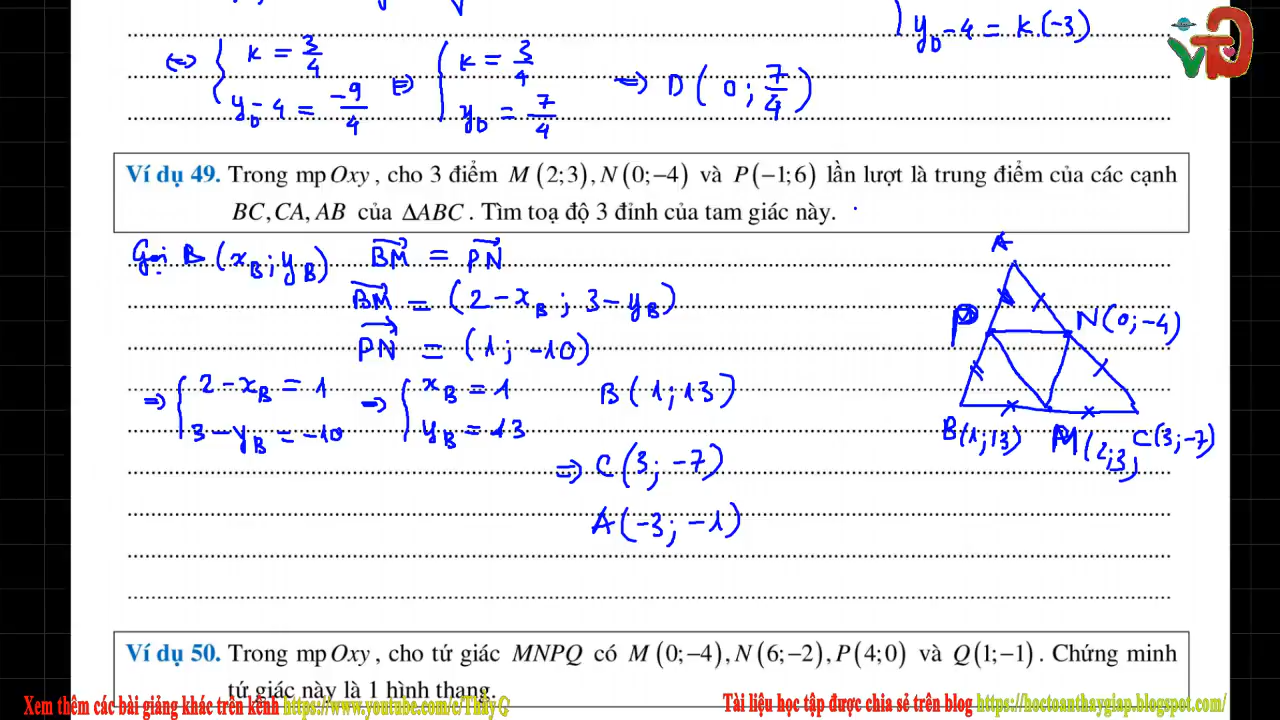 y_D - 4 = k.(-3)
⇔ { k = 3/4 ⇔ { k = 3/4 ⇒ D(0; 7/4)
y_D - 4 = -9/4 y_D = 7/4
Ví dụ 49. Trong mp Oxy, cho 3 điểm M(2;3), N(0;−4) và P(−1;6) lần lượt là trung điểm của các cạnh
BC, CA, AB của ΔABC. Tìm toạ độ 3 đỉnh của tam giác này.
Gọi B(x_B; y_B) BM = PN
BM = (2 - x_B; 3 - y_B)
PN = (1; -10)
⇒ { 2 - x_B = 1 ⇒ { x_B = 1 B(1; 13)
3 - y_B = -10 y_B = 13
⇒ C(3; -7)
A(-3; -1)
A
P N(0; -4)
B(1; 13) M(2; 3) C(3; -7)
Ví dụ 50. Trong mp Oxy, cho tứ giác MNPQ có M(0;−4), N(6;−2), P(4;0) và Q(1;−1). Chứng minh
tứ giác này là 1 hình thang.
Xem thêm các bài giảng khác trên kênh https://www.youtube.com/c/ThầyG
Tài liệu học tập được chia sẻ trên blog https://hoctoanthaygiap.blogspot.com/